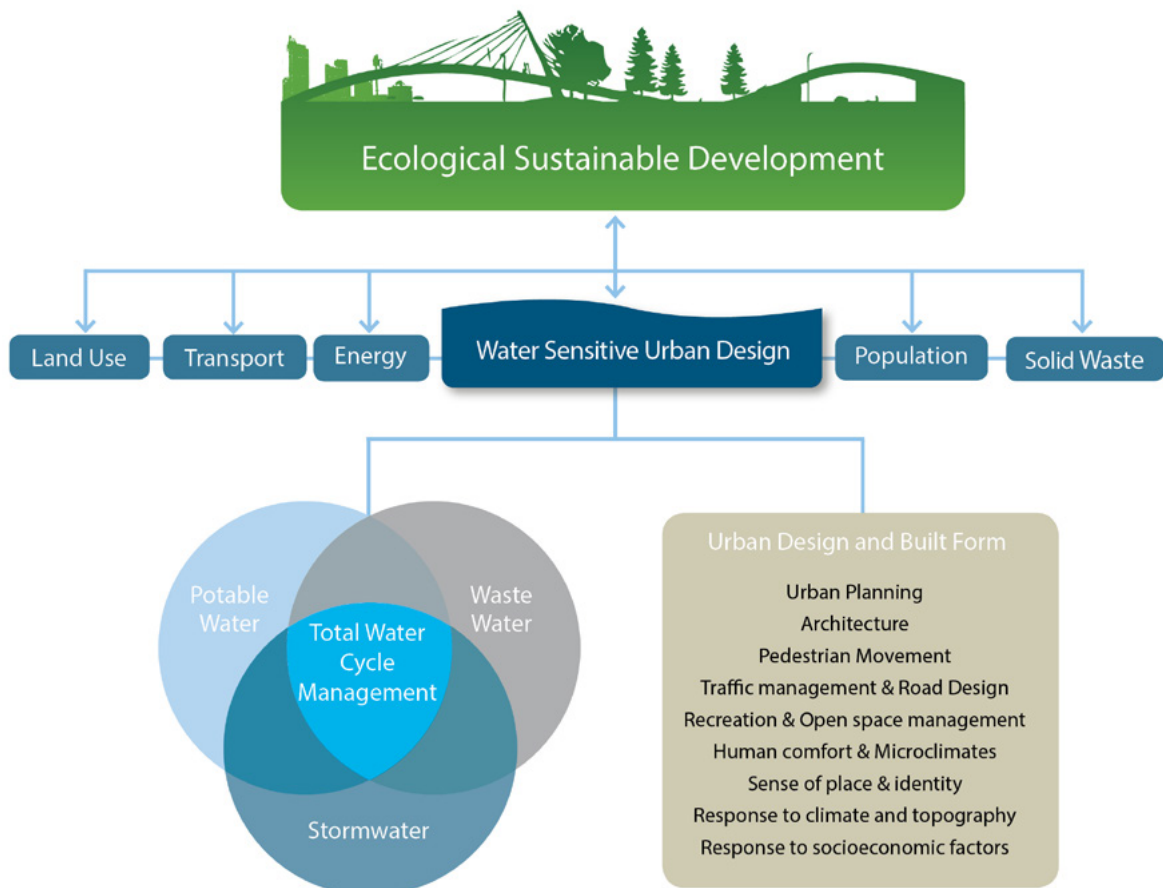 Ecological Sustainable Development
Land Use
Transport
Energy
Water Sensitive Urban Design
Population
Solid Waste
Potable
Water
Waste
Water
Total Water
Cycle
Management
Stormwater
Urban Design and Built Form
Urban Planning
Architecture
Pedestrian Movement
Traffic management & Road Design
Recreation & Open space management
Human comfort & Microclimates
Sense of place & identity
Response to climate and topography
Response to socioeconomic factors